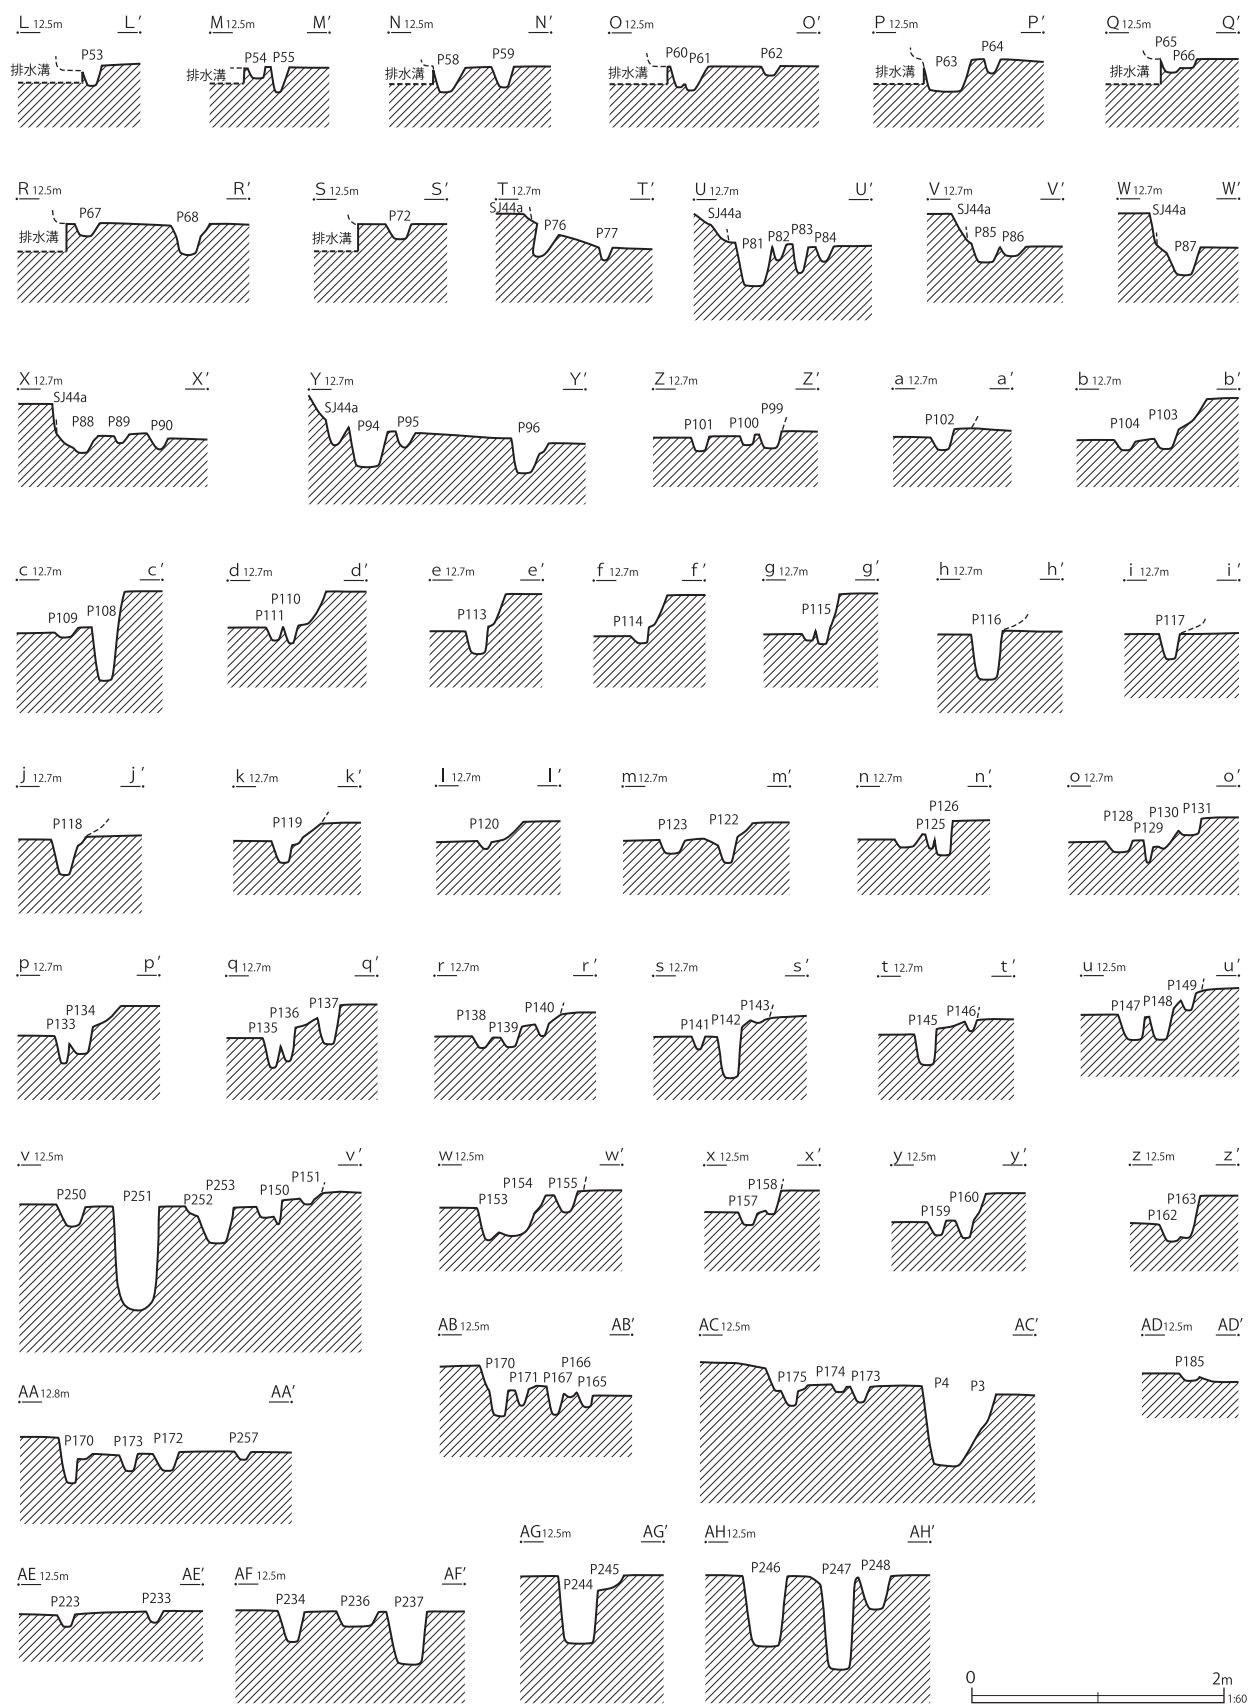 L 12.5m L′ M 12.5m M′ N 12.5m N′ O 12.5m O′ P 12.5m P′ Q 12.5m Q′
排水溝 P53 排水溝 P54 P55 排水溝 P58 P59 排水溝 P60 P61 P62 排水溝 P63 P64 排水溝 P65 P66
R 12.5m R′ S 12.5m S′ T 12.7m T′ U 12.7m U′ V 12.7m V′ W 12.7m W′
排水溝 P67 P68 排水溝 P72 SJ44a P76 P77 SJ44a P81 P82 P83 P84 SJ44a P85 P86 SJ44a P87
X 12.7m X′ Y 12.7m Y′ Z 12.7m Z′ a 12.7m a′ b 12.7m b′
SJ44a P88 P89 P90 SJ44a P94 P95 P96 P101 P100 P99 P102 P104 P103
c 12.7m c′ d 12.7m d′ e 12.7m e′ f 12.7m f′ g 12.7m g′ h 12.7m h′ i 12.7m i′
P109 P108 P111 P110 P113 P114 P115 P116 P117
j 12.7m j′ k 12.7m k′ l 12.7m l′ m 12.7m m′ n 12.7m n′ o 12.7m o′
P118 P119 P120 P123 P122 P125 P126 P128 P129 P130 P131
p 12.7m p′ q 12.7m q′ r 12.7m r′ s 12.7m s′ t 12.7m t′ u 12.5m u′
P133 P134 P135 P136 P137 P138 P139 P140 P141 P142 P143 P145 P146 P147 P148 P149
v 12.5m v′ w 12.5m w′ x 12.5m x′ y 12.5m y′ z 12.5m z′
P250 P251 P252 P253 P150 P151 P153 P154 P155 P157 P158 P159 P160 P162 P163
AB 12.5m AB′ AC 12.5m AC′ AD 12.5m AD′
P170 P171 P167 P166 P165 P175 P174 P173 P4 P3 P185
AA 12.8m AA′
P170 P173 P172 P257
AG 12.5m AG′ AH 12.5m AH′
P244 P245 P246 P247 P248
AE 12.5m AE′ AF 12.5m AF′
P223 P233 P234 P236 P237
0 2m
1:60